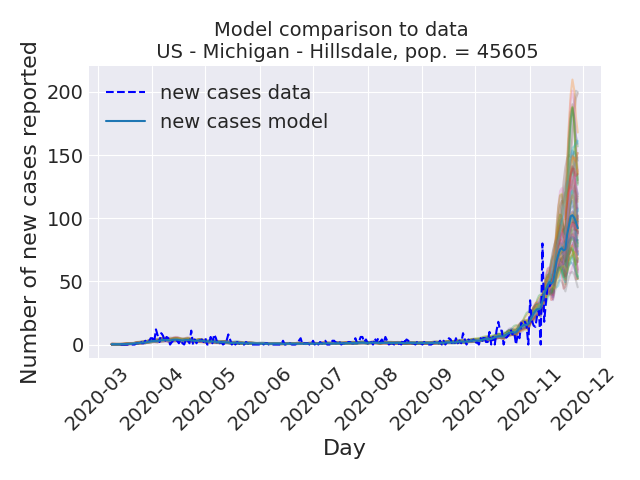 Model comparison to data
US - Michigan - Hillsdale, pop. = 45605
Number of new cases reported
200
150
100
50
0
new cases data
new cases model
2020-03
2020-04
2020-05
2020-06
2020-07
2020-08
2020-09
2020-10
2020-11
2020-12
Day